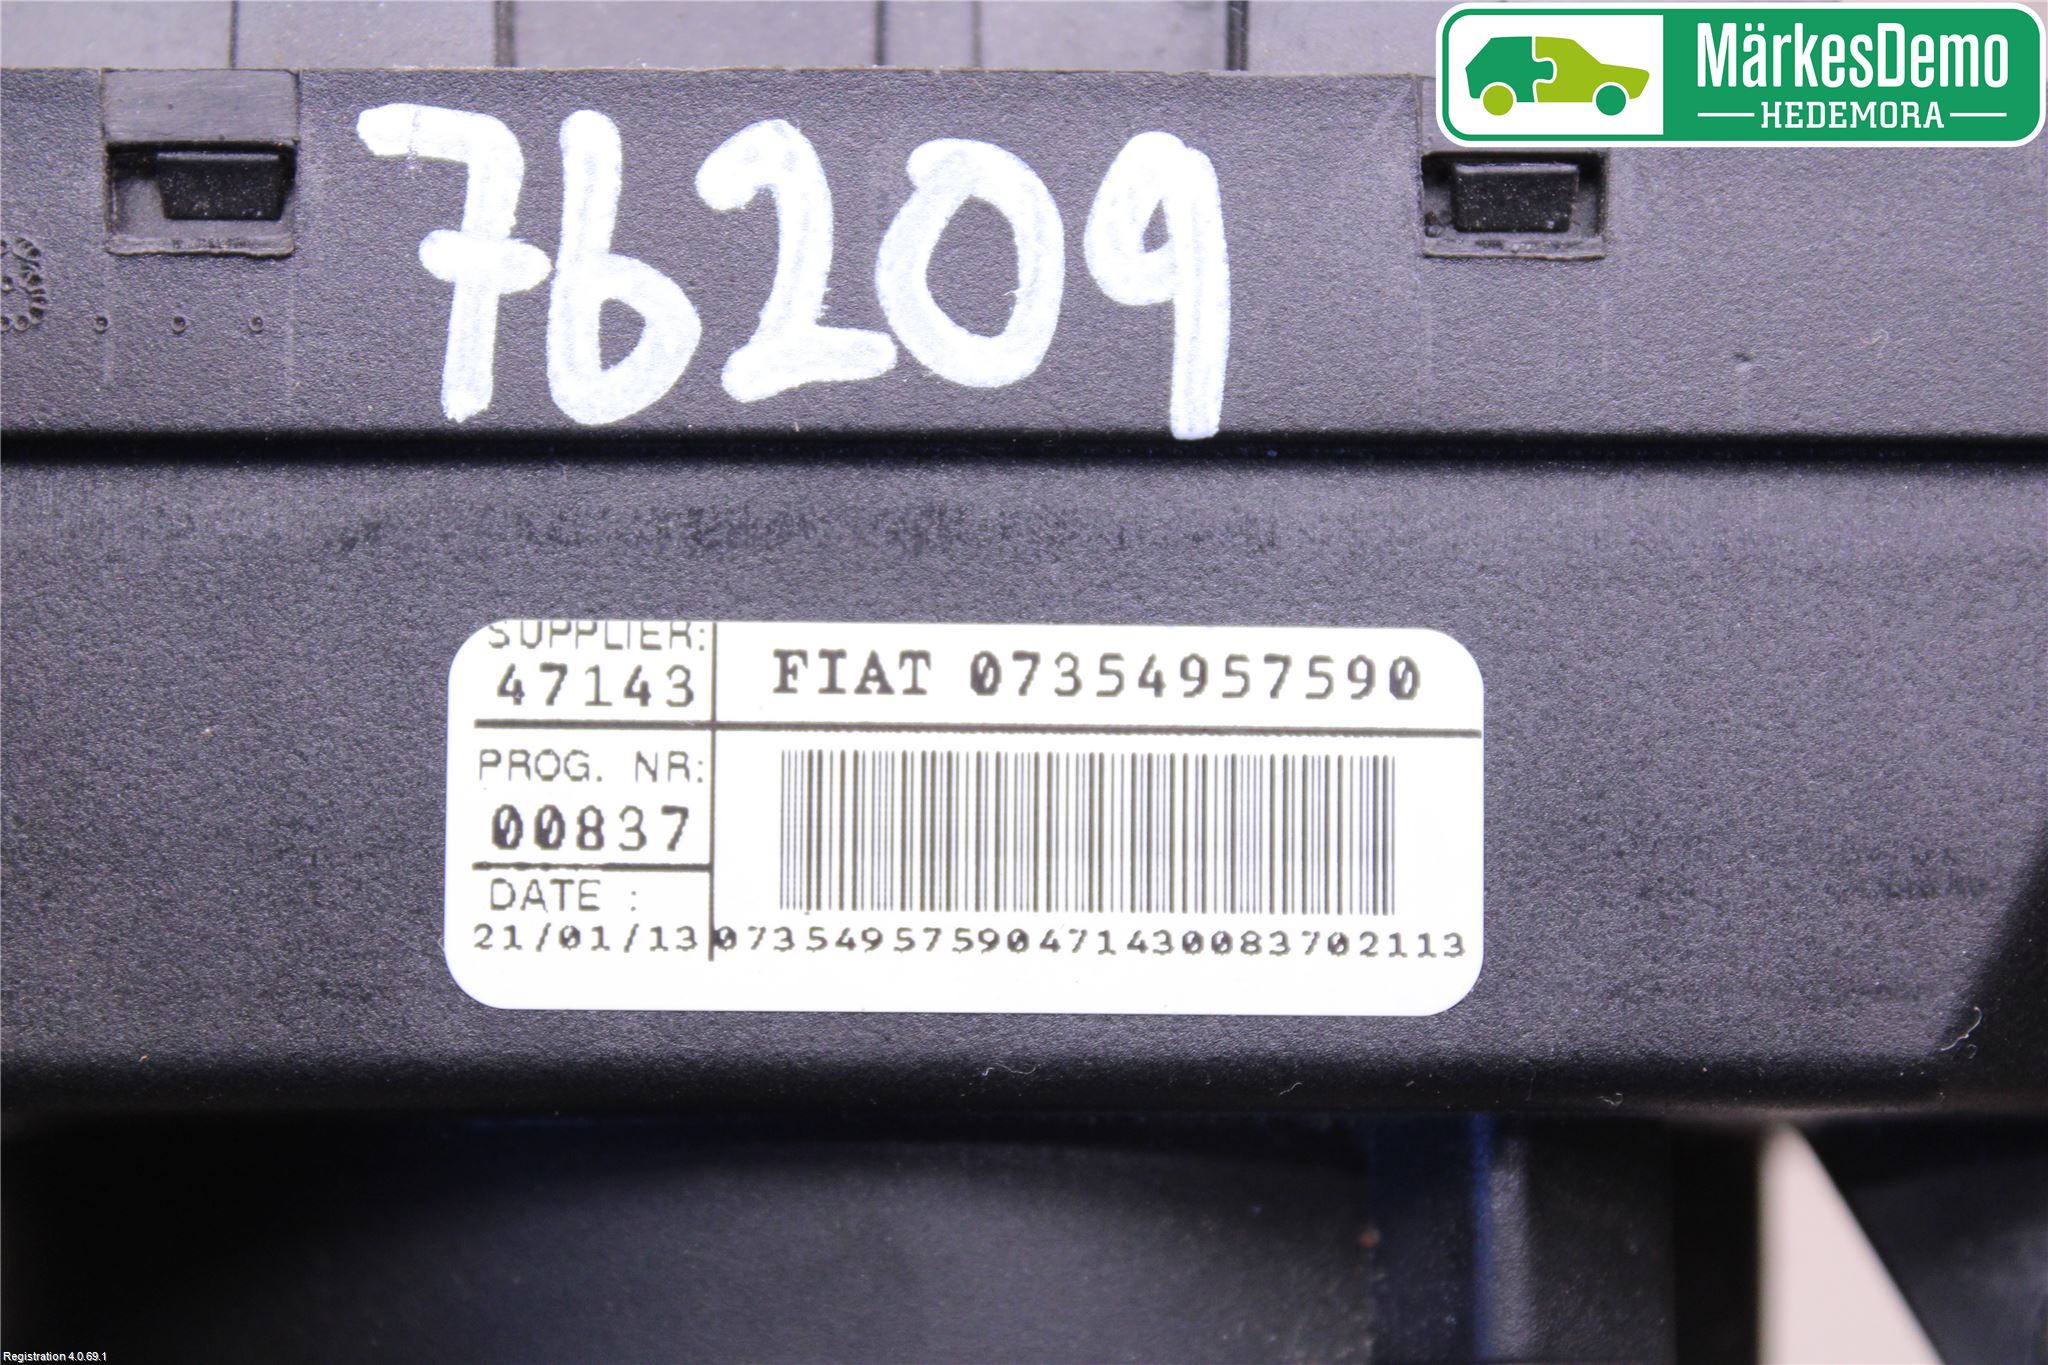 MärkesDemo
HEDEMORA
76209
SUPPLIER:
47143
FIAT 07354957590
PROG. NR:
00837
DATE :
21/01/13
07354957590471430083702113
Registration 4.0.69.1